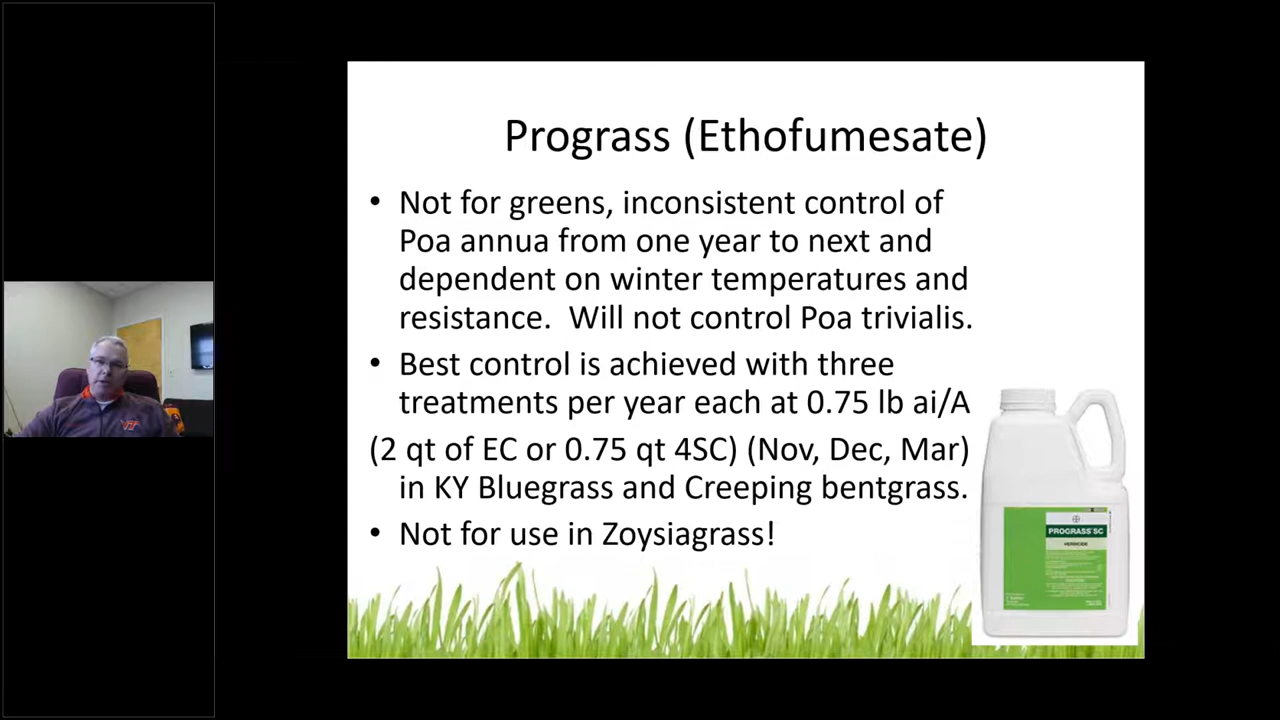 Prograss (Ethofumesate)
• Not for greens, inconsistent control of
Poa annua from one year to next and
dependent on winter temperatures and
resistance.  Will not control Poa trivialis.
• Best control is achieved with three
treatments per year each at 0.75 lb ai/A
(2 qt of EC or 0.75 qt 4SC) (Nov, Dec, Mar)
in KY Bluegrass and Creeping bentgrass.
• Not for use in Zoysiagrass!
PROGRASS SC
HERBICIDE
VT